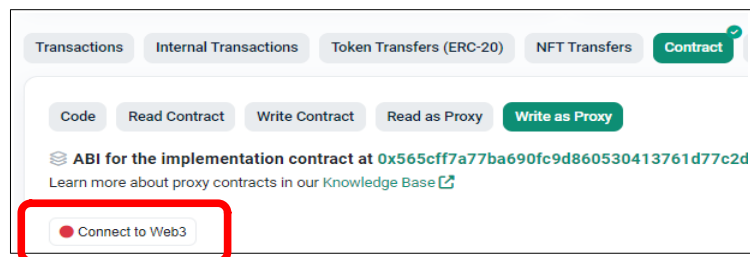 Transactions Internal Transactions Token Transfers (ERC-20) NFT Transfers Contract
Code Read Contract Write Contract Read as Proxy Write as Proxy
ABI for the implementation contract at 0x565cff7a77ba690fc9d860530413761d77c2d
Learn more about proxy contracts in our Knowledge Base
Connect to Web3